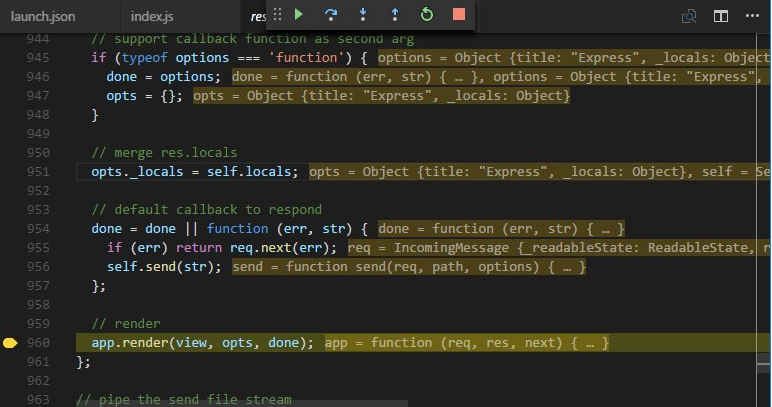 launch.json index.js res
944 // support callback function as second arg
945 if (typeof options === 'function') { options = Object {title: "Express", _locals: Object
946 done = options; done = function (err, str) { … }, options = Object {title: "Express",
947 opts = {}; opts = Object {title: "Express", _locals: Object}
948 }
949
950 // merge res.locals
951 opts._locals = self.locals; opts = Object {title: "Express", _locals: Object}, self = Se
952
953 // default callback to respond
954 done = done || function (err, str) { done = function (err, str) { … }
955 if (err) return req.next(err); req = IncomingMessage {_readableState: ReadableState, r
956 self.send(str); send = function send(req, path, options) { … }
957 };
958
959 // render
960 app.render(view, opts, done); app = function (req, res, next) { … }
961 };
962
963 // pipe the send file stream